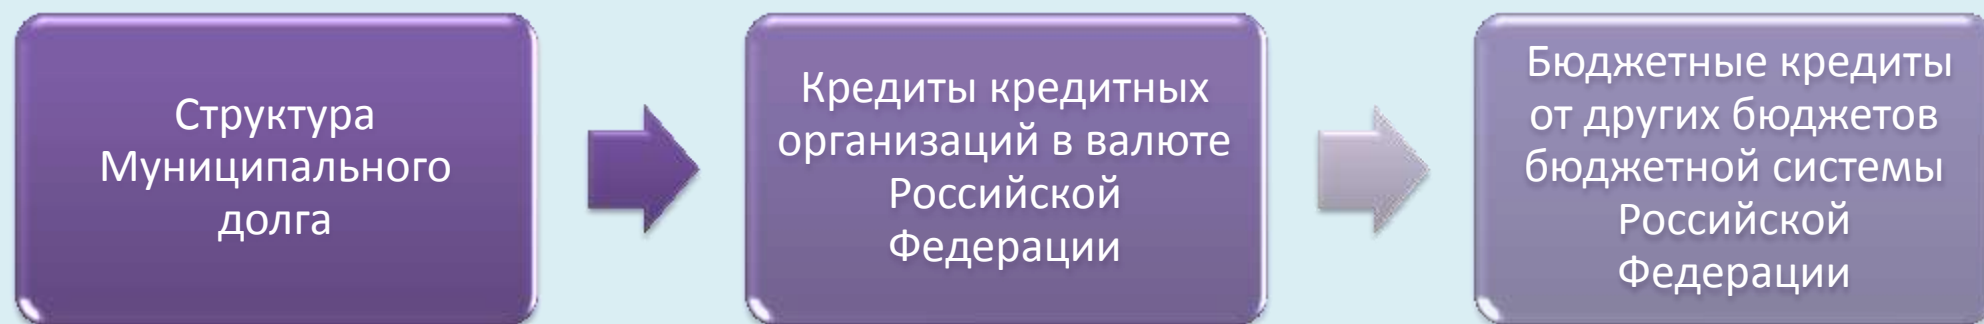 Структура
Муниципального
долга
Кредиты кредитных
организаций в валюте
Российской
Федерации
Бюджетные кредиты
от других бюджетов
бюджетной системы
Российской
Федерации